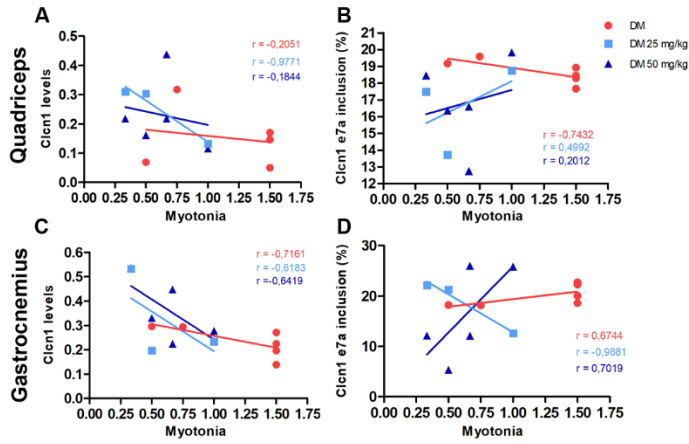 A
B
Quadriceps
Clcn1 levels
0.5
0.4
0.3
0.2
0.1
0.0
r = -0,2051
r = -0,9771
r = -0,1844
0.00 0.25 0.50 0.75 1.00 1.25 1.50 1.75
Myotonia
Clcn1 e7a inclusion (%)
21
20
19
18
17
16
15
14
13
12
r = -0,7432
r = 0,4992
r = 0,2012
0.00 0.25 0.50 0.75 1.00 1.25 1.50 1.75
Myotonia
DM
DM 25 mg/kg
DM 50 mg/kg
C
D
Gastrocnemius
Clcn1 levels
0.6
0.5
0.4
0.3
0.2
0.1
0.0
r = -0,7161
r = -0,6183
r = -0,6419
0.00 0.25 0.50 0.75 1.00 1.25 1.50 1.75
Myotonia
Clcn1 e7a inclusion (%)
30
20
10
0
r = 0,6744
r = -0,9881
r = 0,7019
0.00 0.25 0.50 0.75 1.00 1.25 1.50 1.75
Myotonia